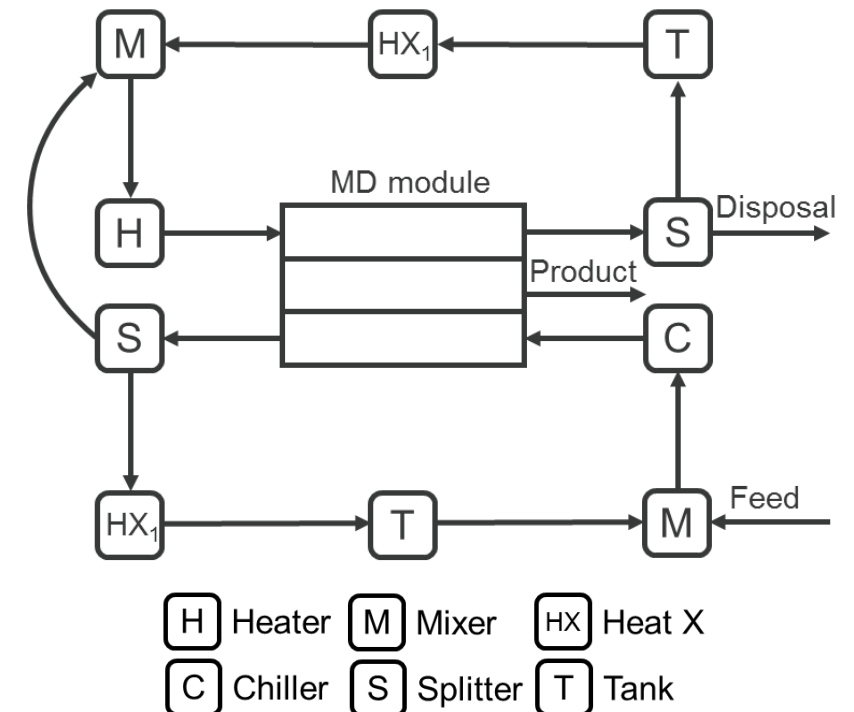 M HX₁ T
MD module
H S Disposal
Product
S C
Feed
HX₁ T M
H Heater M Mixer HX Heat X
C Chiller S Splitter T Tank